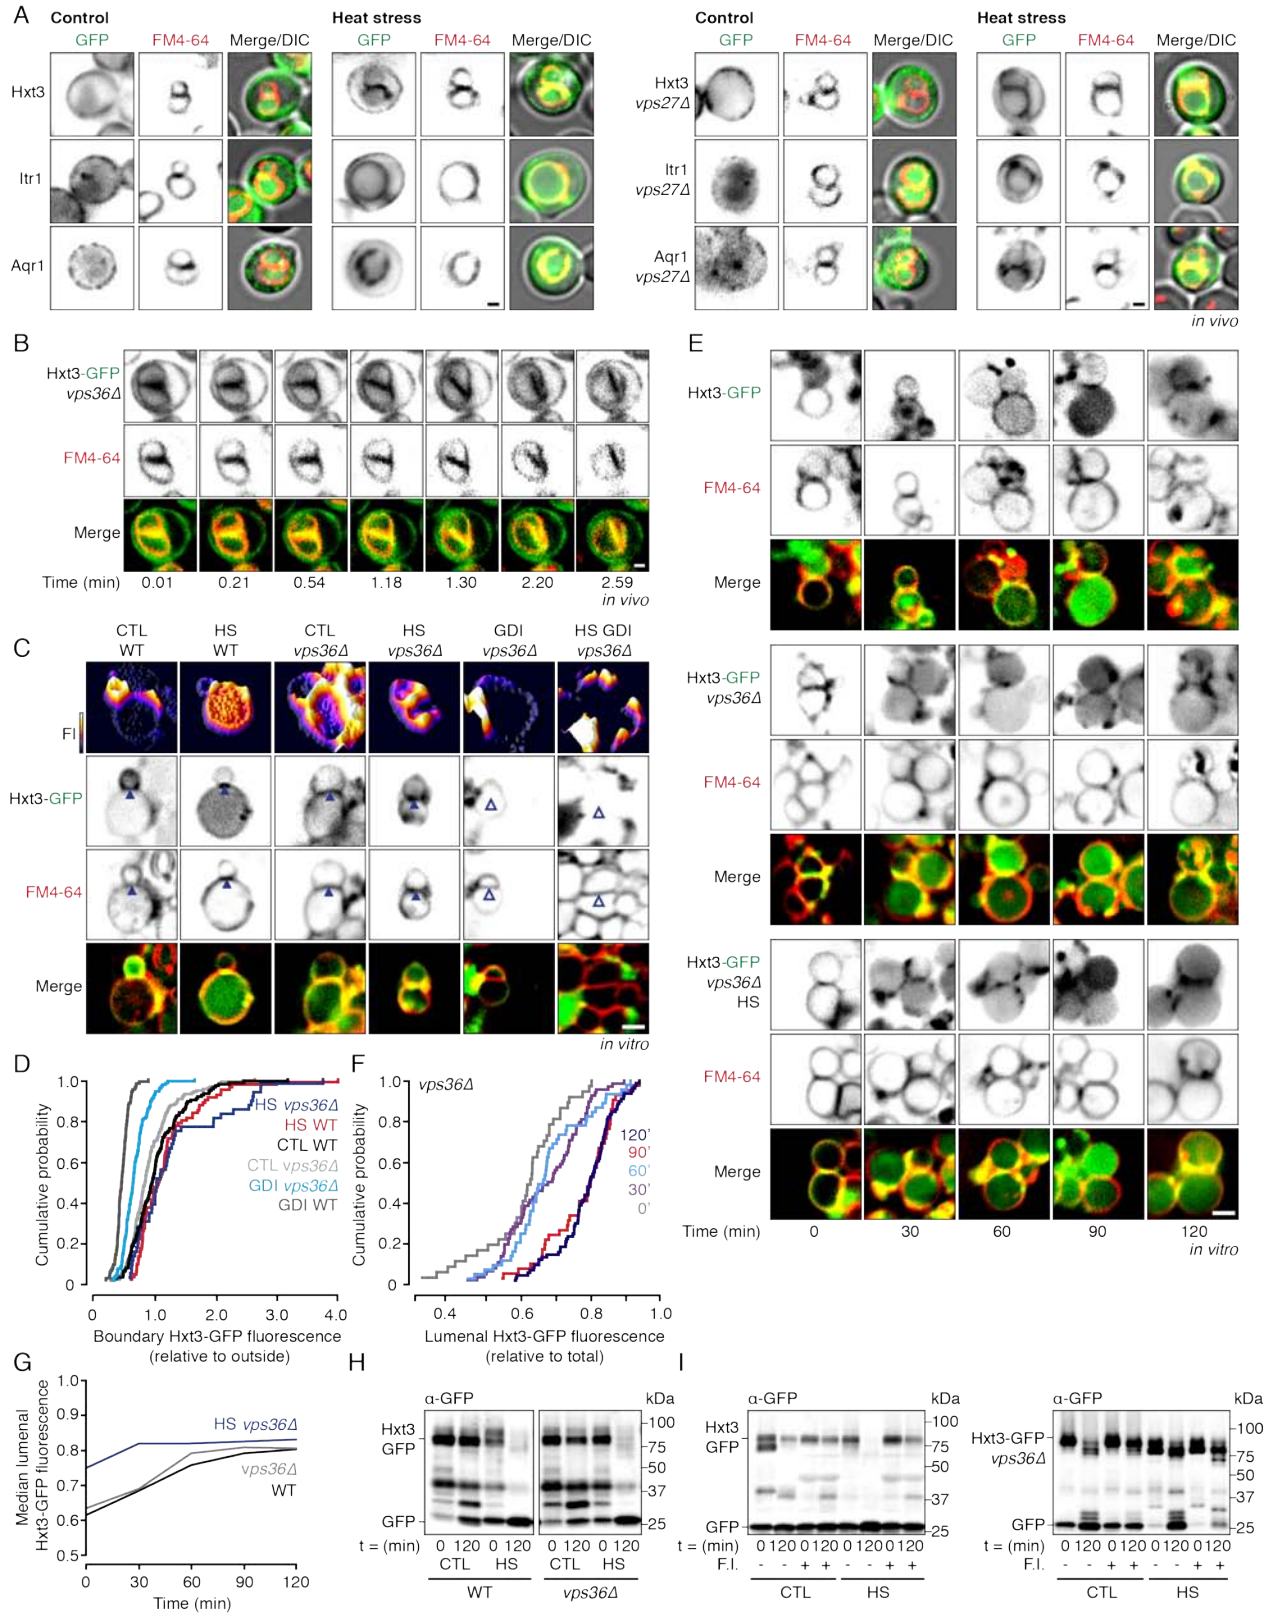 A
Control
GFP FM4-64 Merge/DIC
Heat stress
GFP FM4-64 Merge/DIC
Hxt3
Itr1
Aqr1
Control
GFP FM4-64 Merge/DIC
Heat stress
GFP FM4-64 Merge/DIC
Hxt3
vps27Δ
Itr1
vps27Δ
Aqr1
vps27Δ
in vivo
B
Hxt3-GFP
vps36Δ
FM4-64
Merge
Time (min) 0.01 0.21 0.54 1.18 1.30 2.20 2.59
in vivo
C
CTL HS CTL HS GDI HS GDI
WT WT vps36Δ vps36Δ vps36Δ vps36Δ
FI
Hxt3-GFP
FM4-64
Merge
in vitro
D
Cumulative probability
1.0
0.8
0.6
0.4
0.2
0
HS vps36Δ
HS WT
CTL WT
CTL vps36Δ
GDI vps36Δ
GDI WT
0 1.0 2.0 3.0 4.0
Boundary Hxt3-GFP fluorescence
(relative to outside)
F
vps36Δ
Cumulative probability
1.0
0.8
0.6
0.4
0.2
0
120'
90'
60'
30'
0'
0.4 0.6 0.8 1.0
Lumenal Hxt3-GFP fluorescence
(relative to total)
E
Hxt3-GFP
FM4-64
Merge
Hxt3-GFP
vps36Δ
FM4-64
Merge
Hxt3-GFP
vps36Δ
HS
FM4-64
Merge
Time (min) 0 30 60 90 120
in vitro
G
Median lumenal
Hxt3-GFP fluorescence
1.0
0.9
0.8
0.7
0.6
0.5
HS vps36Δ
vps36Δ
WT
0 30 60 90 120
Time (min)
H
α-GFP kDa
Hxt3
GFP
GFP
100
75
50
37
25
t = (min) 0 120 0 120 0 120 0 120
CTL HS CTL HS
WT vps36Δ
I
α-GFP kDa
Hxt3
GFP
GFP
100
75
50
37
25
t = (min) 0 120 0 120 0 120 0 120
F.I. - - + + - - + +
CTL HS
α-GFP kDa
Hxt3-GFP
vps36Δ
GFP
100
75
50
37
25
t = (min) 0 120 0 120 0 120 0 120
F.I. - - + + - - + +
CTL HS